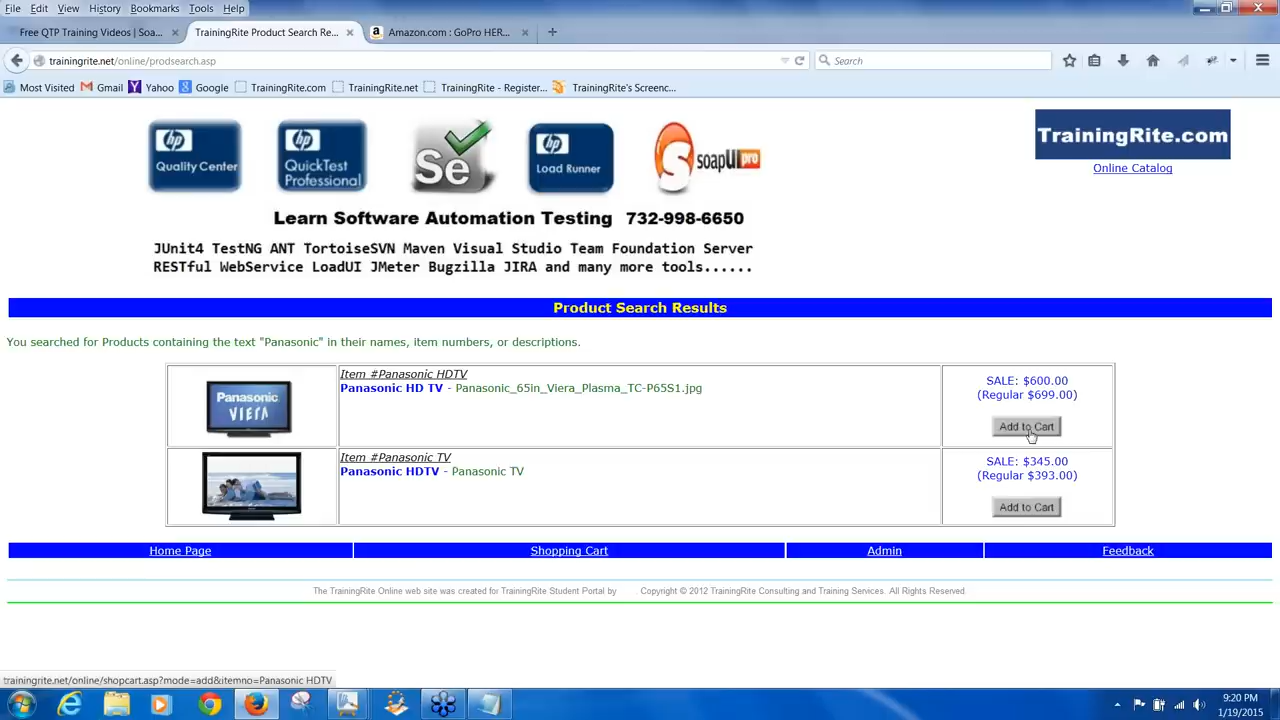 File Edit View History Bookmarks Tools Help
Free QTP Training Videos | Soa... TrainingRite Product Search Re... Amazon.com : GoPro HER...
trainingrite.net/online/prodsearch.asp Search
Most Visited Gmail Yahoo Google TrainingRite.com TrainingRite.net TrainingRite - Register... TrainingRite's Screenc...
hp Quality Center
hp QuickTest Professional
Se
hp Load Runner
S soapUI pro
TrainingRite.com
Online Catalog
Learn Software Automation Testing 732-998-6650
JUnit4 TestNG ANT TortoiseSVN Maven Visual Studio Team Foundation Server
RESTful WebService LoadUI JMeter Bugzilla JIRA and many more tools......
Product Search Results
You searched for Products containing the text "Panasonic" in their names, item numbers, or descriptions.
Panasonic
VIERA
Item #Panasonic HDTV
Panasonic HD TV - Panasonic_65in_Viera_Plasma_TC-P65S1.jpg
SALE: $600.00
(Regular $699.00)
Add to Cart
Item #Panasonic TV
Panasonic HDTV - Panasonic TV
SALE: $345.00
(Regular $393.00)
Add to Cart
Home Page Shopping Cart Admin Feedback
The TrainingRite Online web site was created for TrainingRite Student Portal by Copyright © 2012 TrainingRite Consulting and Training Services. All Rights Reserved
trainingrite.net/online/shopcart.asp?mode=add&itemno=Panasonic HDTV
9:20 PM
1/19/2015